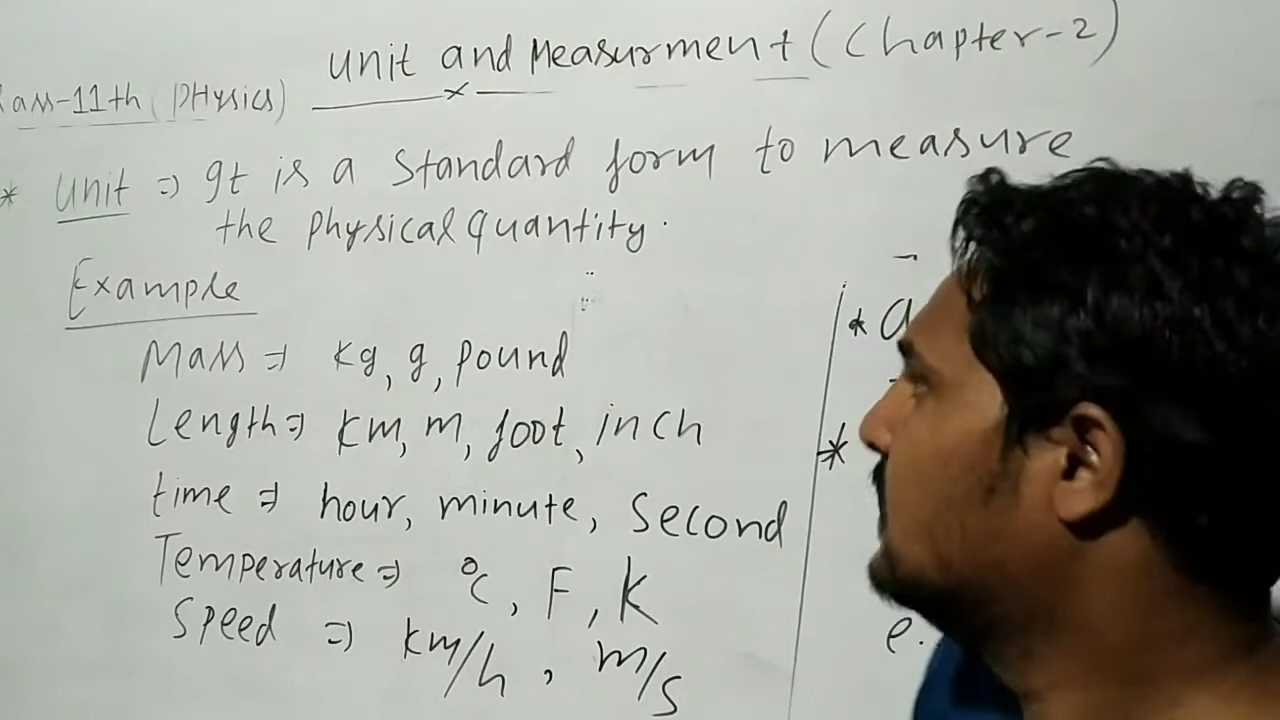 Unit and Measurment (Chapter-2)
Class-11th (PHysics)
* Unit ⇒ It is a Standard form to measure
the physical quantity.
Example
Mass ⇒ kg, g, pound
Length ⇒ km, m, foot, inch
time ⇒ hour, minute, Second
Temperature ⇒ °C, F, K
Speed ⇒ km/h, m/s
* a
*
e.